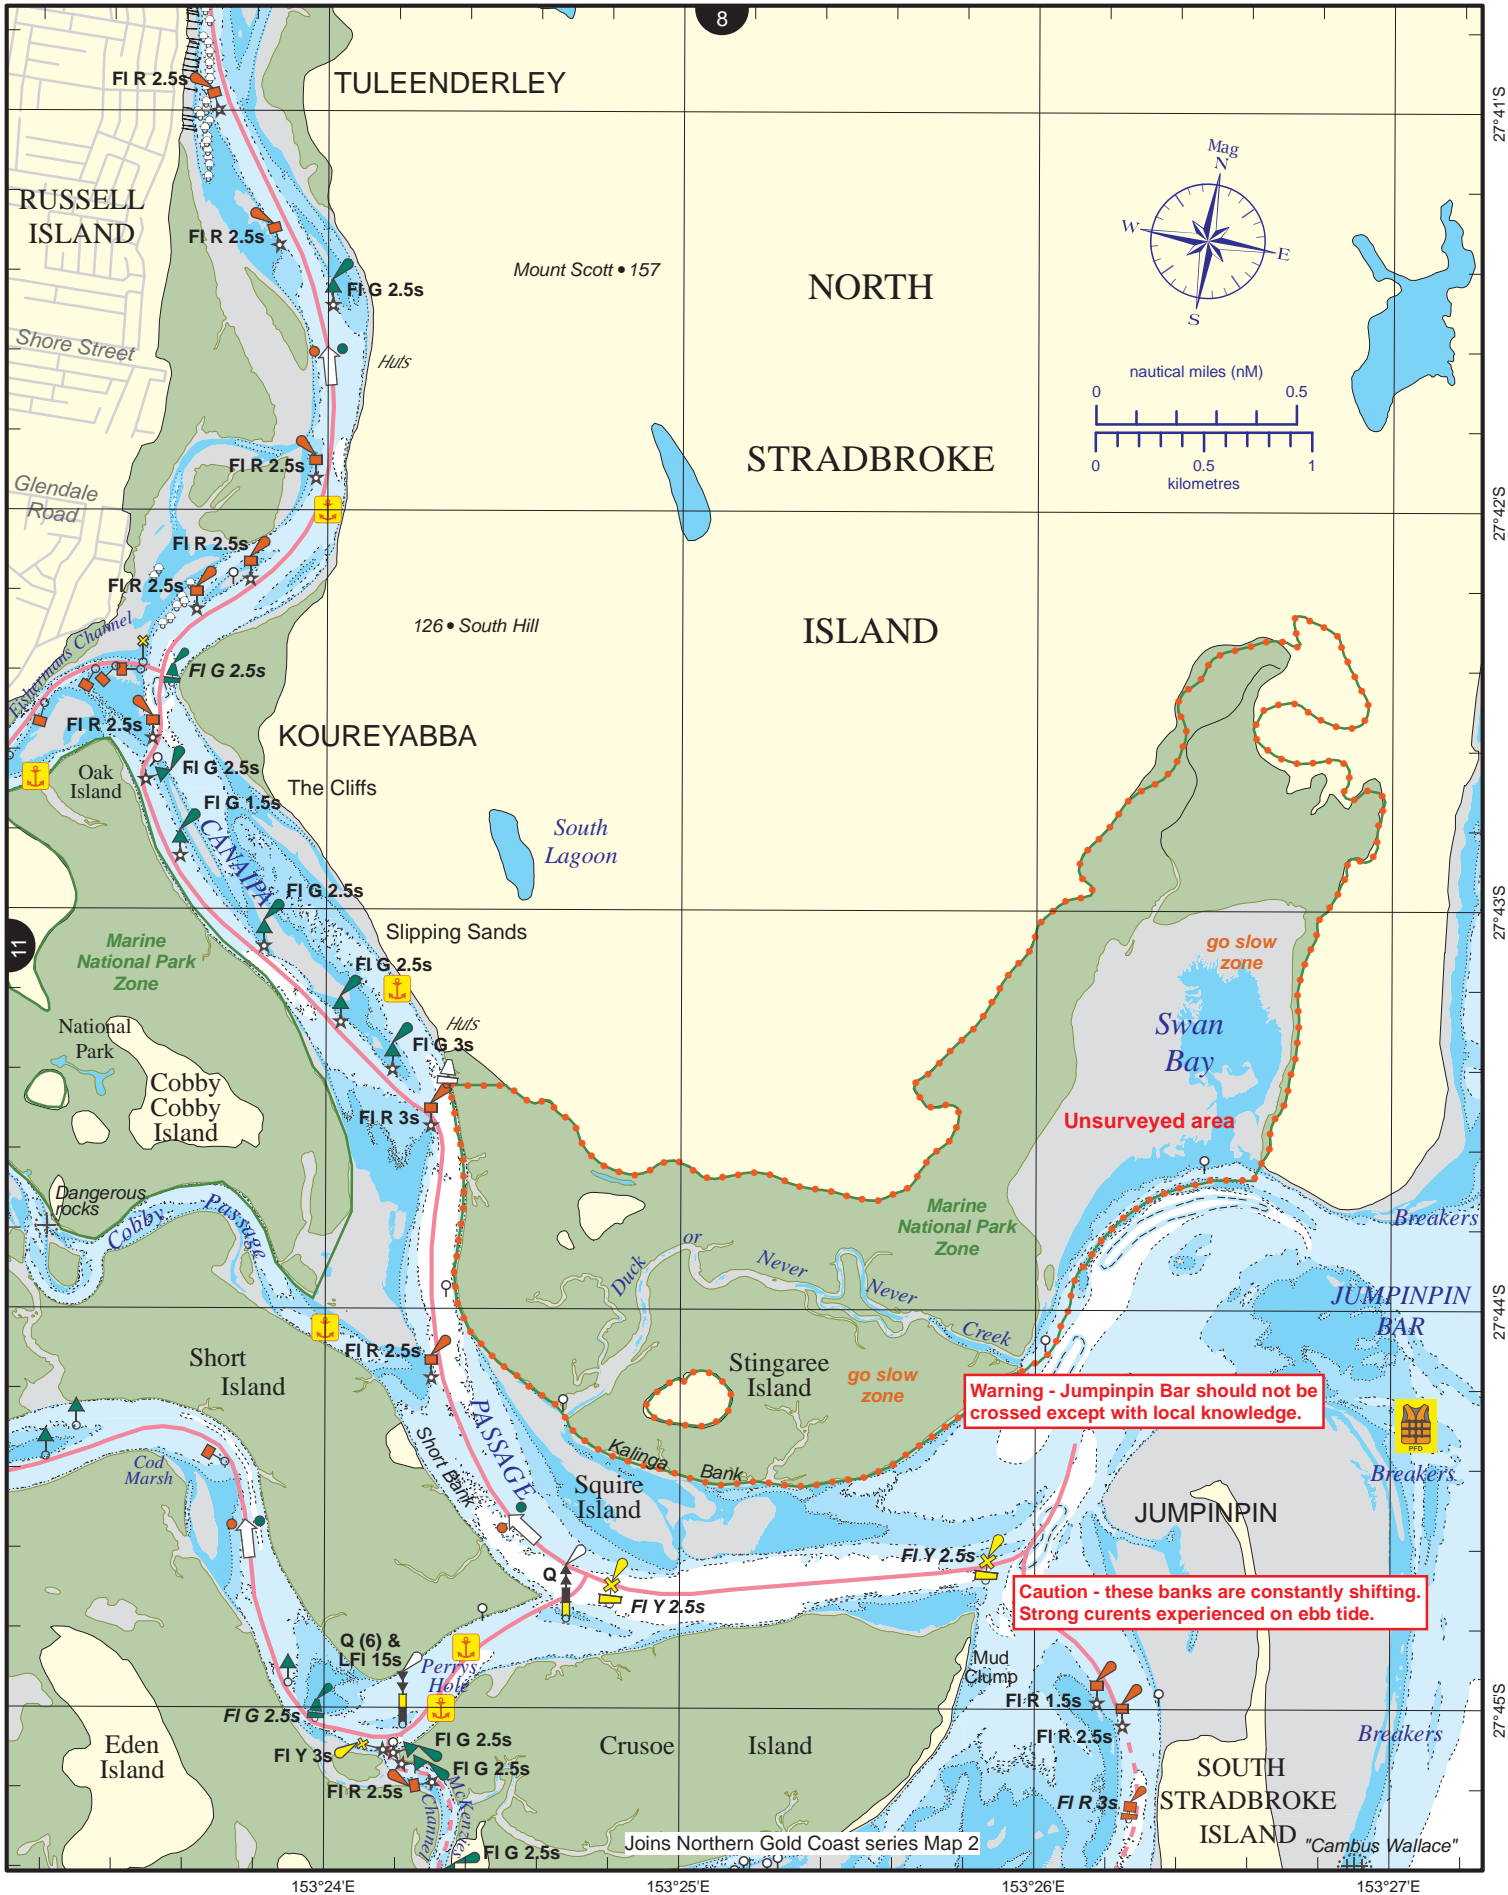 8
Fl R 2.5s
TULEENDERLEY
27°41'S
Mag
N
W
E
S
RUSSELL
ISLAND
Fl R 2.5s
Fl G 2.5s
Mount Scott • 157
NORTH
Huts
Shore Street
nautical miles (nM)
0 0.5
0 0.5 1
kilometres
Fl R 2.5s
STRADBROKE
Glendale
Road
27°42'S
Fl R 2.5s
Fl R 2.5s
Fishermans Channel
126 • South Hill
ISLAND
Fl G 2.5s
Fl R 2.5s
KOUREYABBA
Oak
Island
Fl G 2.5s
The Cliffs
Fl G 1.5s
CANAIPA
South
Lagoon
Fl G 2.5s
27°43'S
11
Marine
National Park
Zone
Slipping Sands
Fl G 2.5s
go slow
zone
Huts
Fl G 3s
National
Park
Swan
Bay
Cobby
Cobby
Island
Fl R 3s
Unsurveyed area
Dangerous
rocks
Cobby
Passage
Marine
National Park
Zone
Breakers
Duck
or
Never
Never
Creek
JUMPINPIN
BAR
27°44'S
Fl R 2.5s
Short
Island
Stingaree
Island
go slow
zone
Warning - Jumpinpin Bar should not be
crossed except with local knowledge.
PASSAGE
PFD
Short Bank
Kalinga
Bank
Cod
Marsh
Squire
Island
Breakers
JUMPINPIN
Q
Fl Y 2.5s
Fl Y 2.5s
Caution - these banks are constantly shifting.
Strong curents experienced on ebb tide.
Q (6) &
LFl 15s
Perrys
Hole
Mud
Clump
Fl R 1.5s
Fl G 2.5s
27°45'S
Fl R 2.5s
Breakers
Eden
Island
Fl Y 3s
Fl G 2.5s
Fl G 2.5s
Crusoe
Island
Fl R 2.5s
McKenzies
Channel
SOUTH
STRADBROKE
ISLAND
Fl R 3s
"Cambus Wallace"
Fl G 2.5s
Joins Northern Gold Coast series Map 2
153°24'E
153°25'E
153°26'E
153°27'E